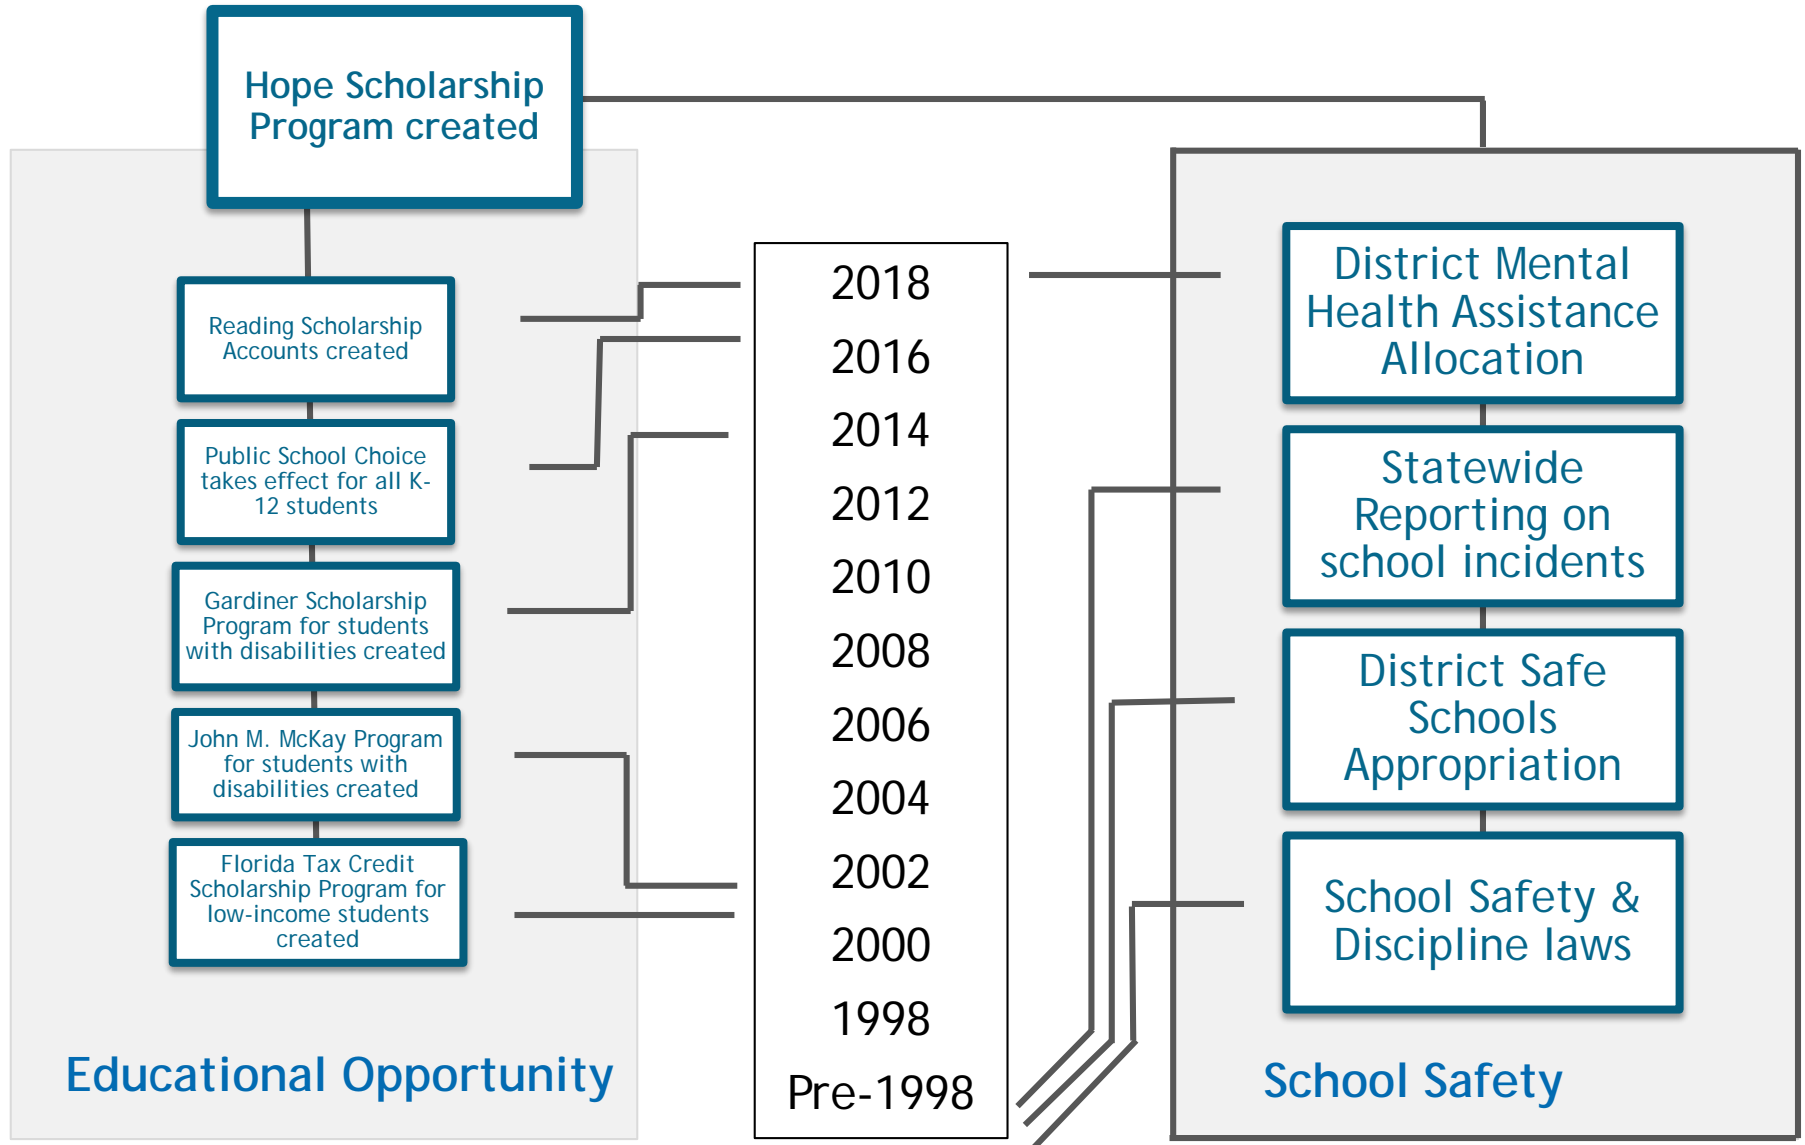 Hope Scholarship
Program created
Reading Scholarship
Accounts created
Public School Choice
takes effect for all K-
12 students
Gardiner Scholarship
Program for students
with disabilities created
John M. McKay Program
for students with
disabilities created
Florida Tax Credit
Scholarship Program for
low-income students
created
Educational Opportunity
2018
2016
2014
2012
2010
2008
2006
2004
2002
2000
1998
Pre-1998
District Mental
Health Assistance
Allocation
Statewide
Reporting on
school incidents
District Safe
Schools
Appropriation
School Safety &
Discipline laws
School Safety